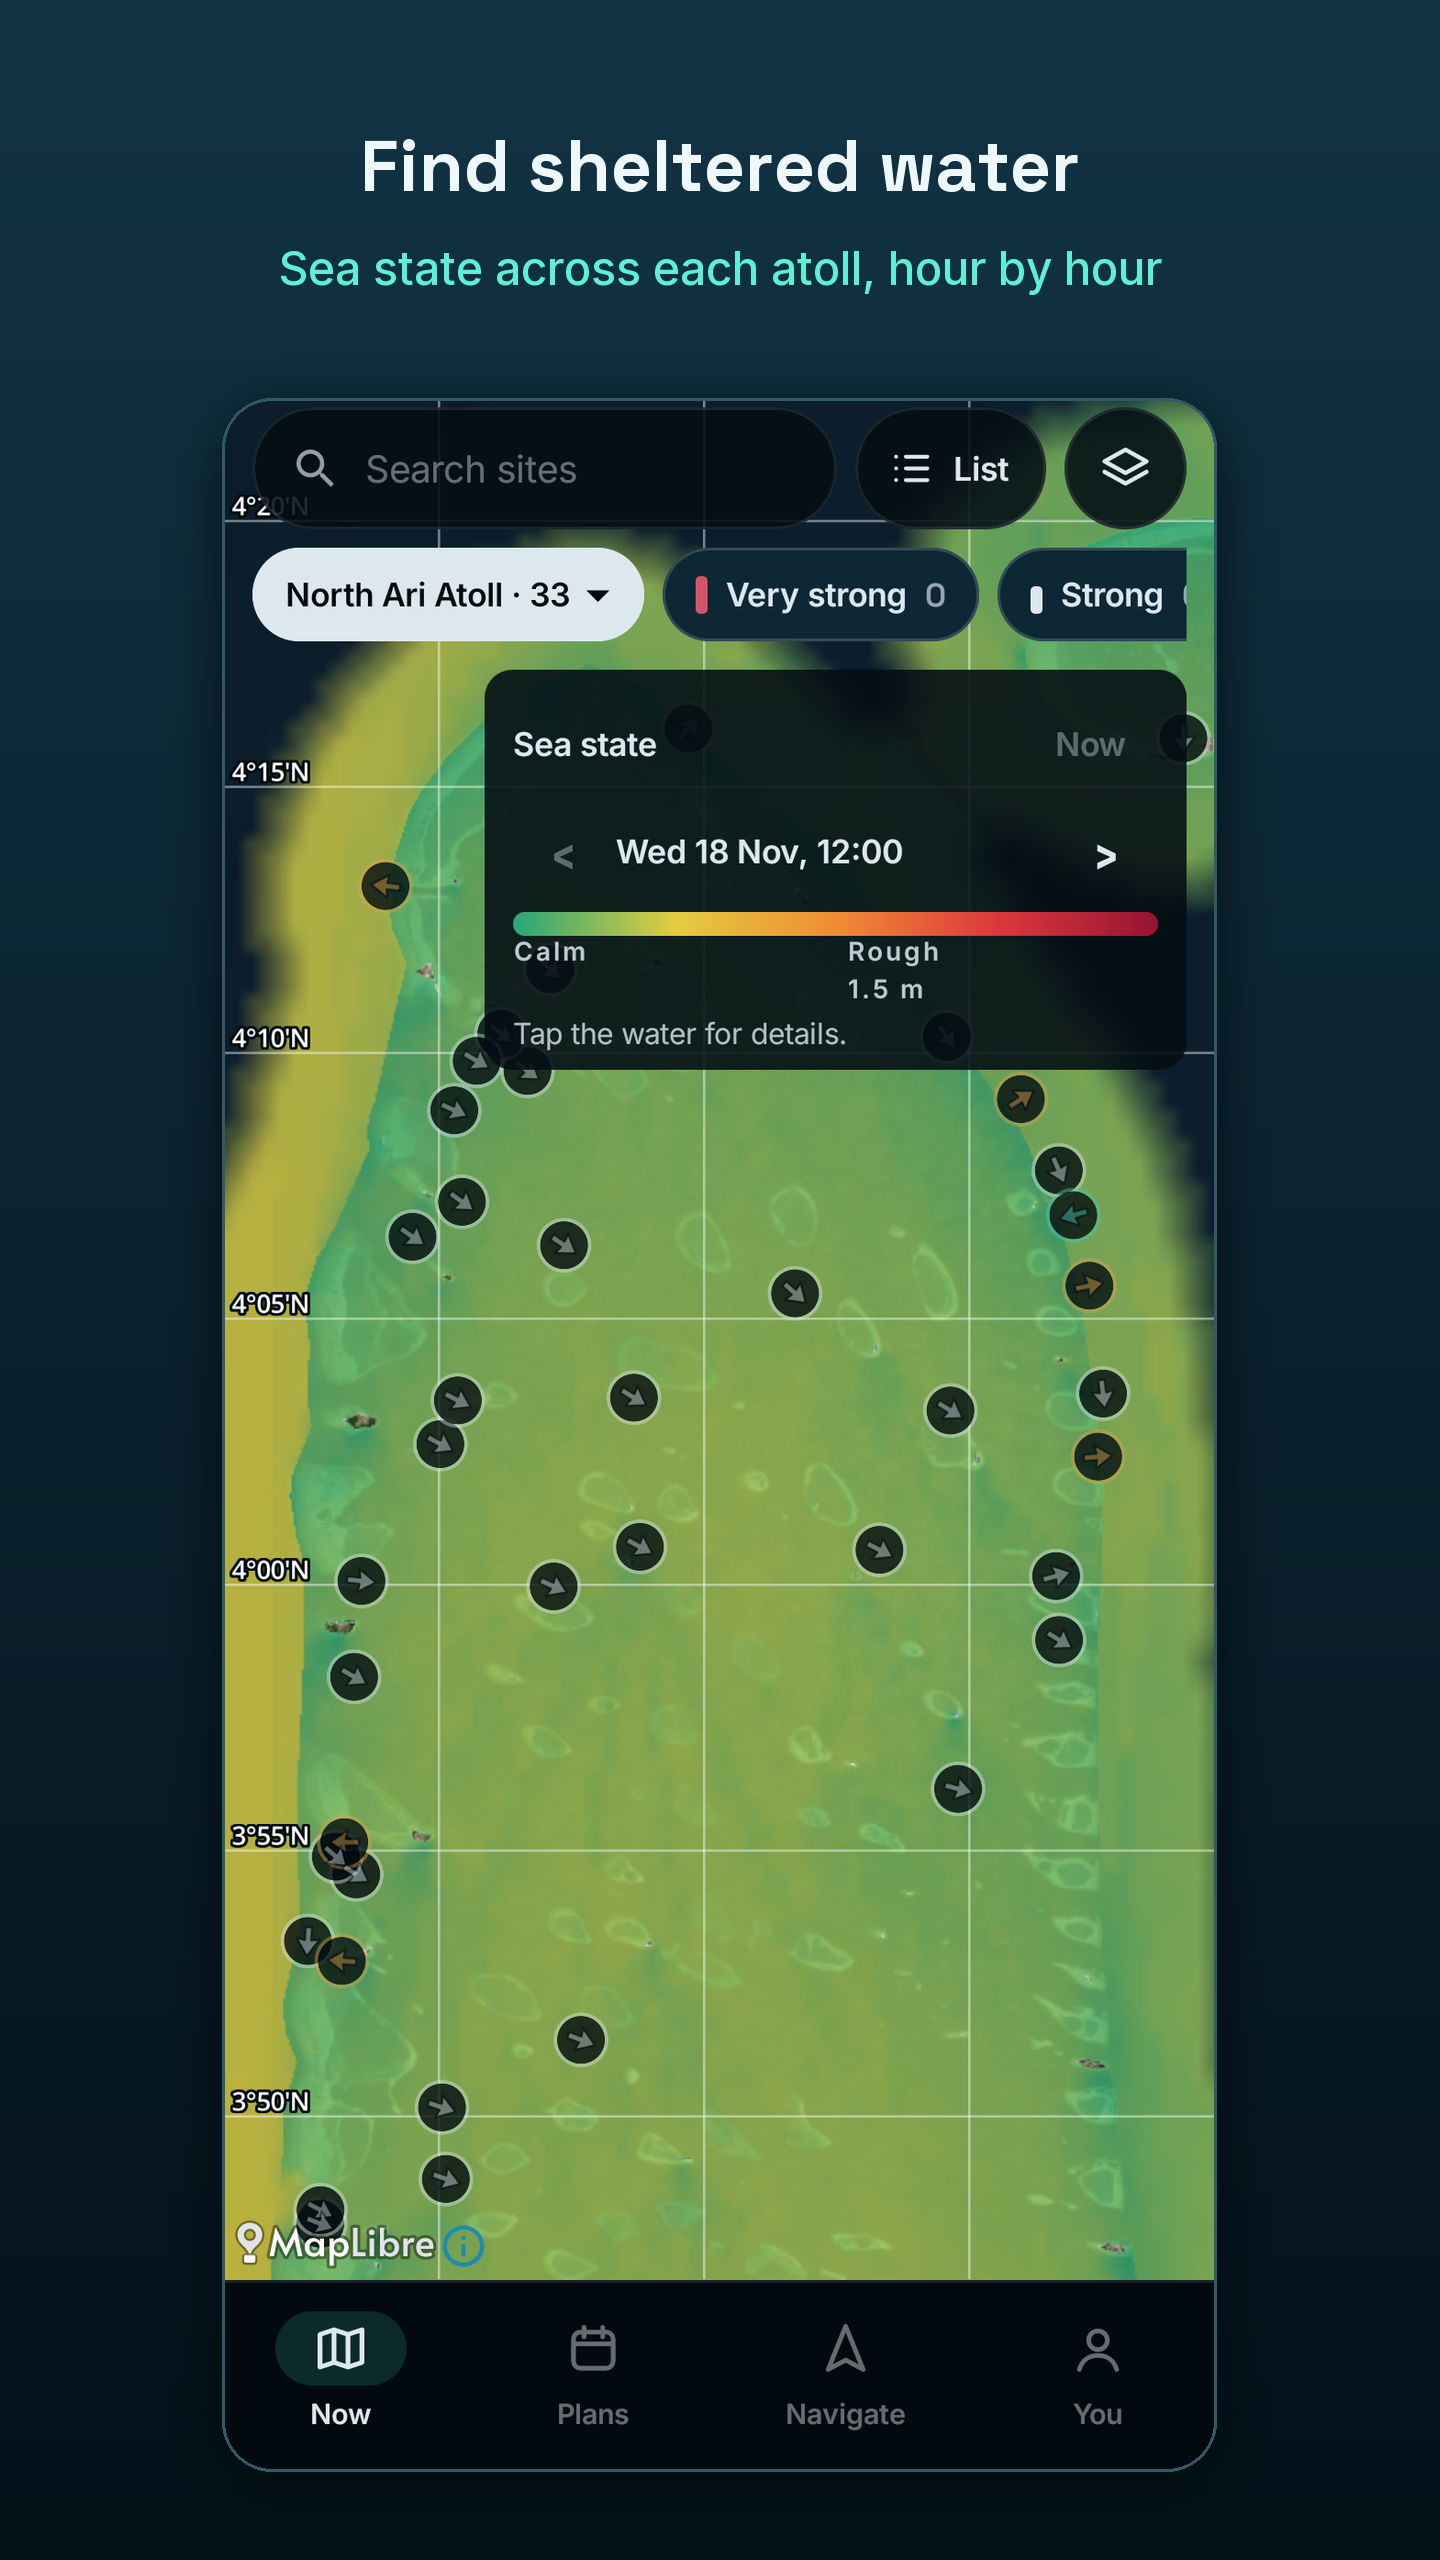 Find sheltered water
Sea state across each atoll, hour by hour
Search sites
List
4°20'N
North Ari Atoll · 33
Very strong 0
Strong
Sea state
Now
4°15'N
< Wed 18 Nov, 12:00 >
Calm
Rough
1.5 m
Tap the water for details.
4°10'N
4°05'N
4°00'N
3°55'N
3°50'N
MapLibre
Now
Plans
Navigate
You